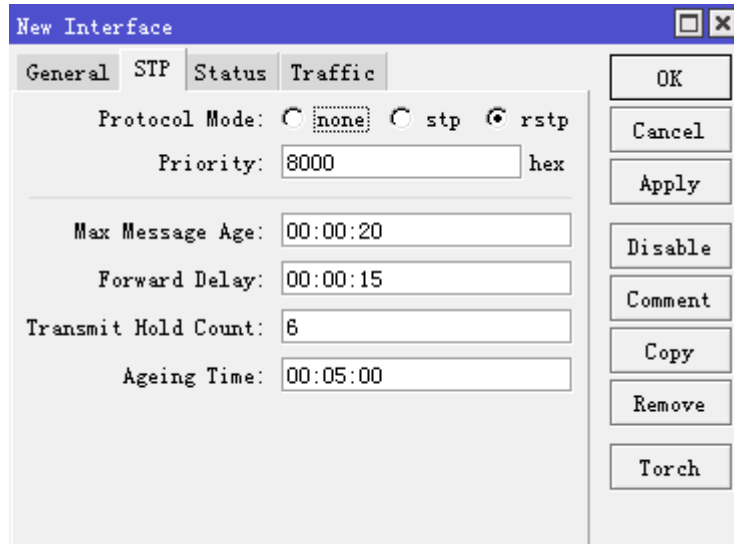 New Interface
General STP Status Traffic
Protocol Mode: none stp rstp
Priority: 8000 hex
Max Message Age: 00:00:20
Forward Delay: 00:00:15
Transmit Hold Count: 6
Ageing Time: 00:05:00
OK
Cancel
Apply
Disable
Comment
Copy
Remove
Torch